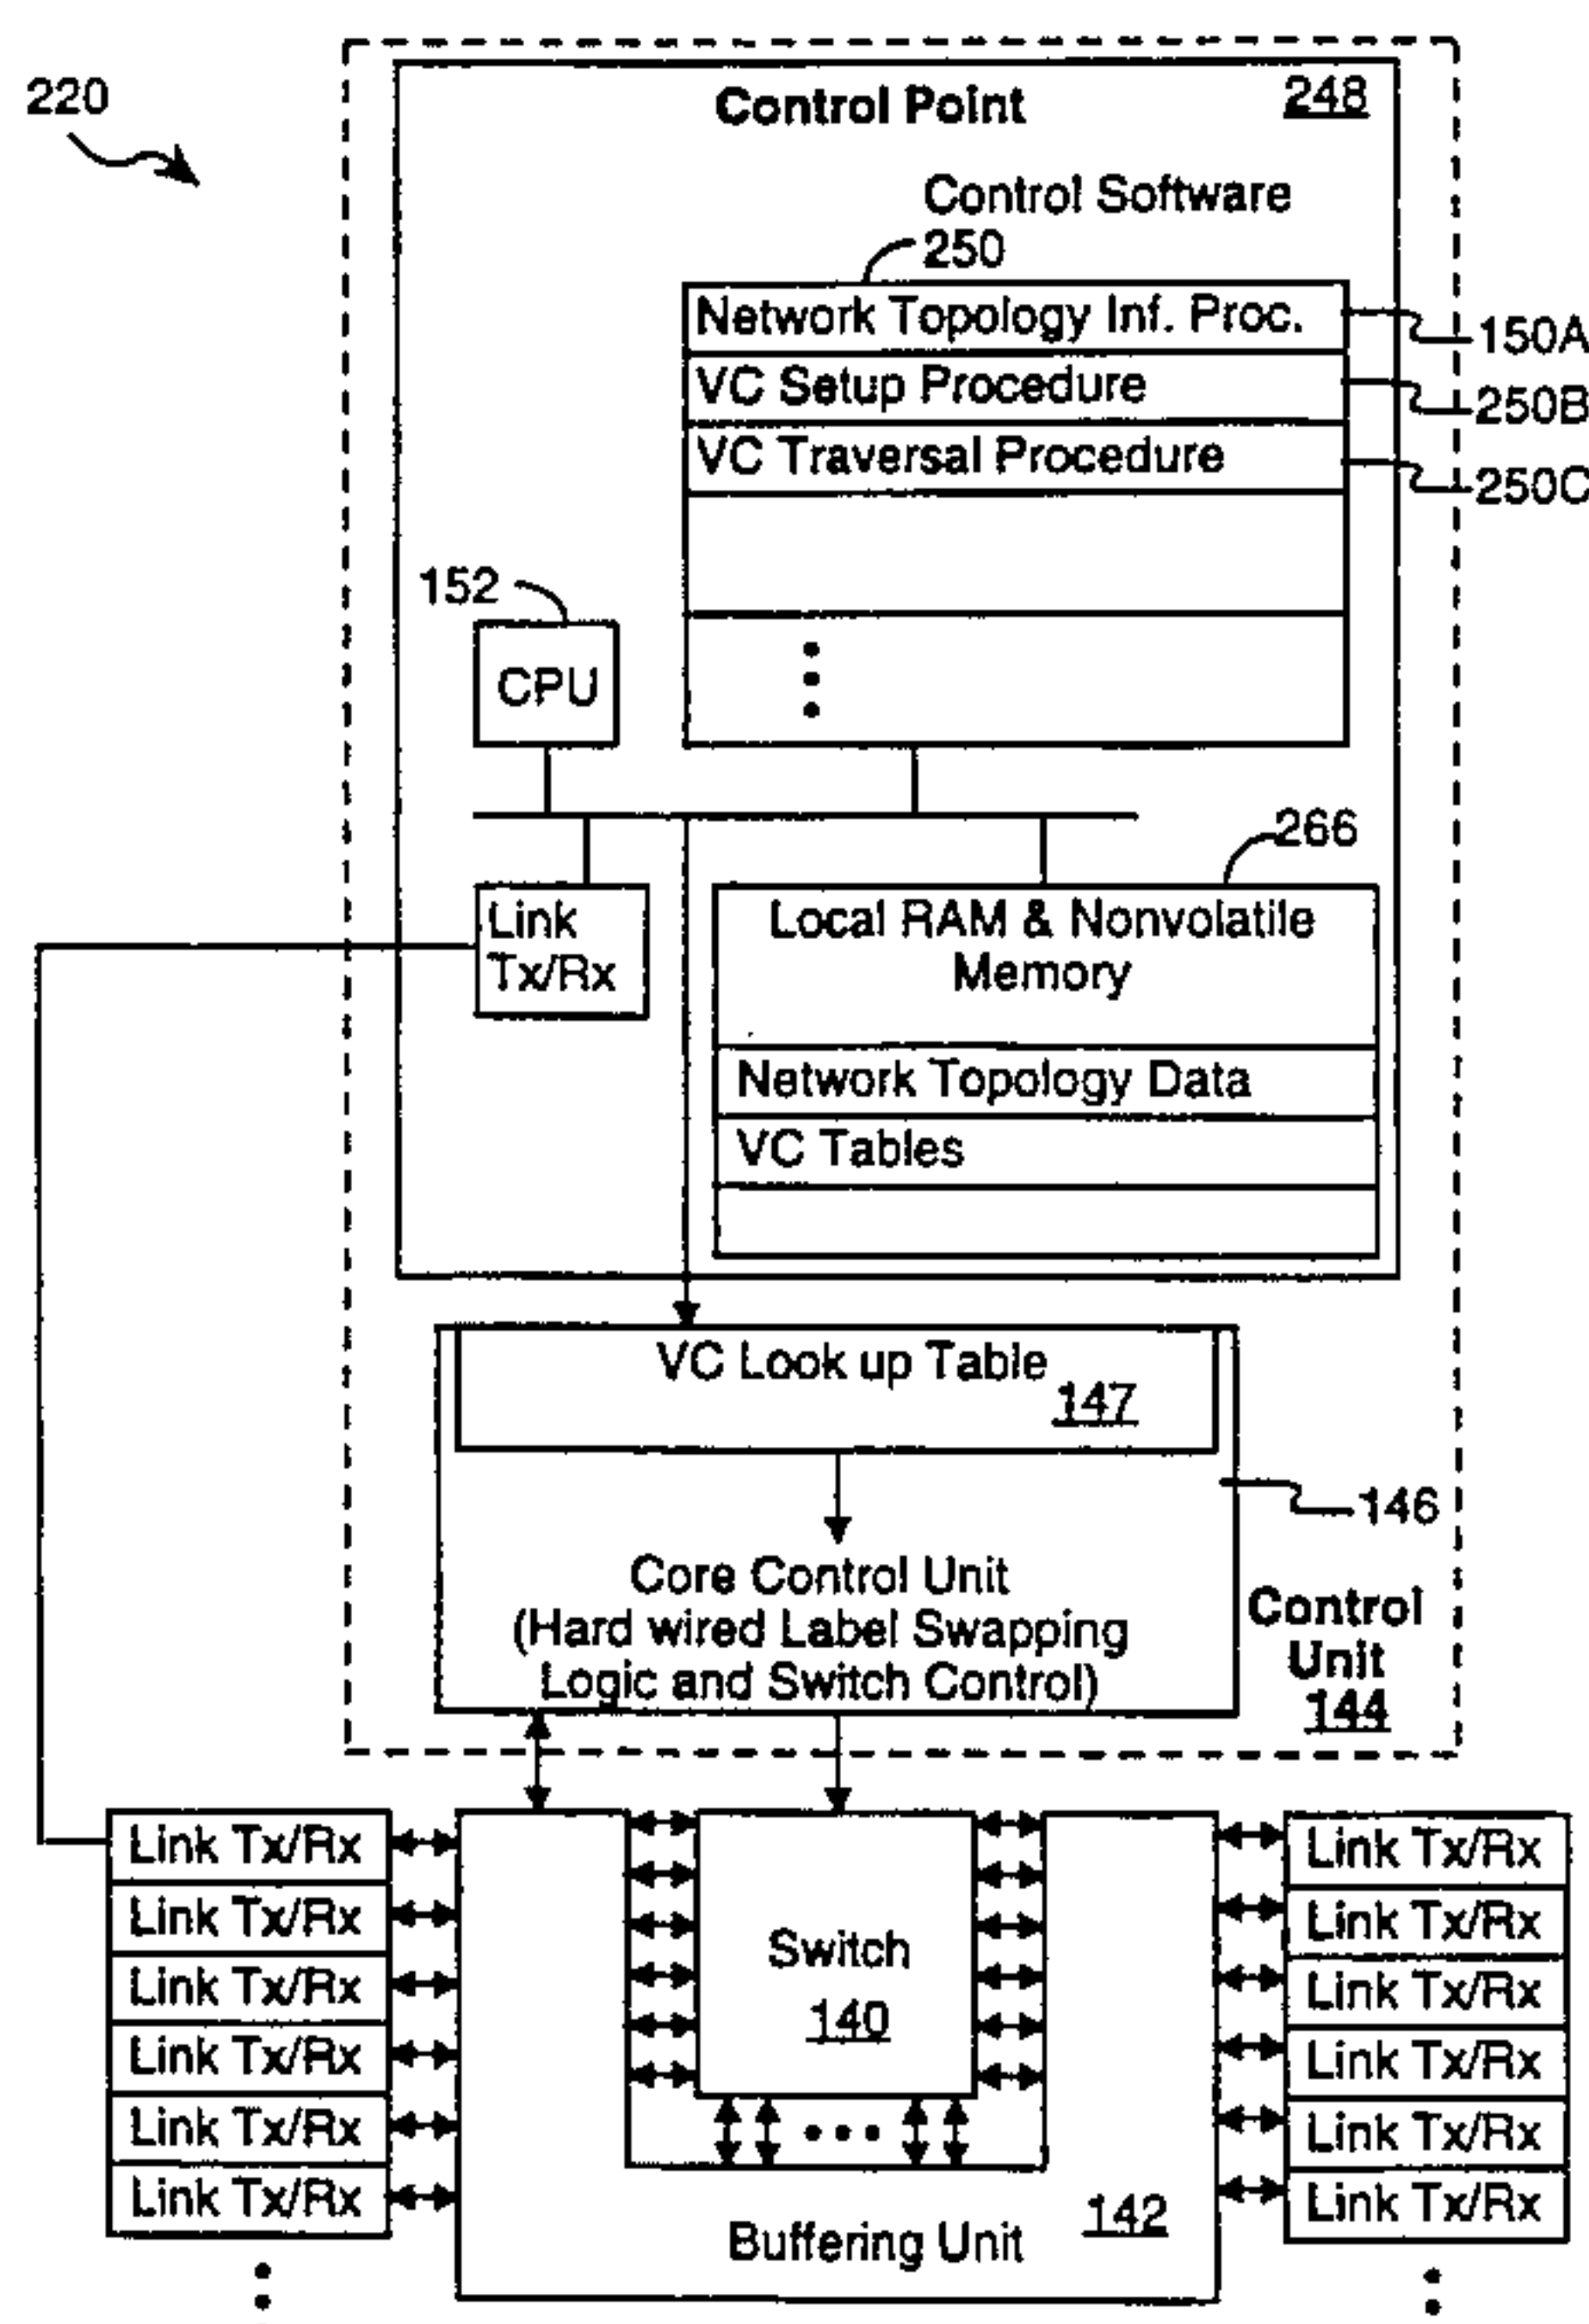 220
Control Point
248
Control Software
250
Network Topology Inf. Proc.
150A
VC Setup Procedure
250B
VC Traversal Procedure
250C
152
CPU
266
Link
Tx/Rx
Local RAM & Nonvolatile
Memory
Network Topology Data
VC Tables
VC Look up Table
147
146
Core Control Unit
(Hard wired Label Swapping
Logic and Switch Control)
Control
Unit
144
Link Tx/Rx
Link Tx/Rx
Link Tx/Rx
Link Tx/Rx
Link Tx/Rx
Link Tx/Rx
Switch
140
Buffering Unit
142
Link Tx/Rx
Link Tx/Rx
Link Tx/Rx
Link Tx/Rx
Link Tx/Rx
Link Tx/Rx